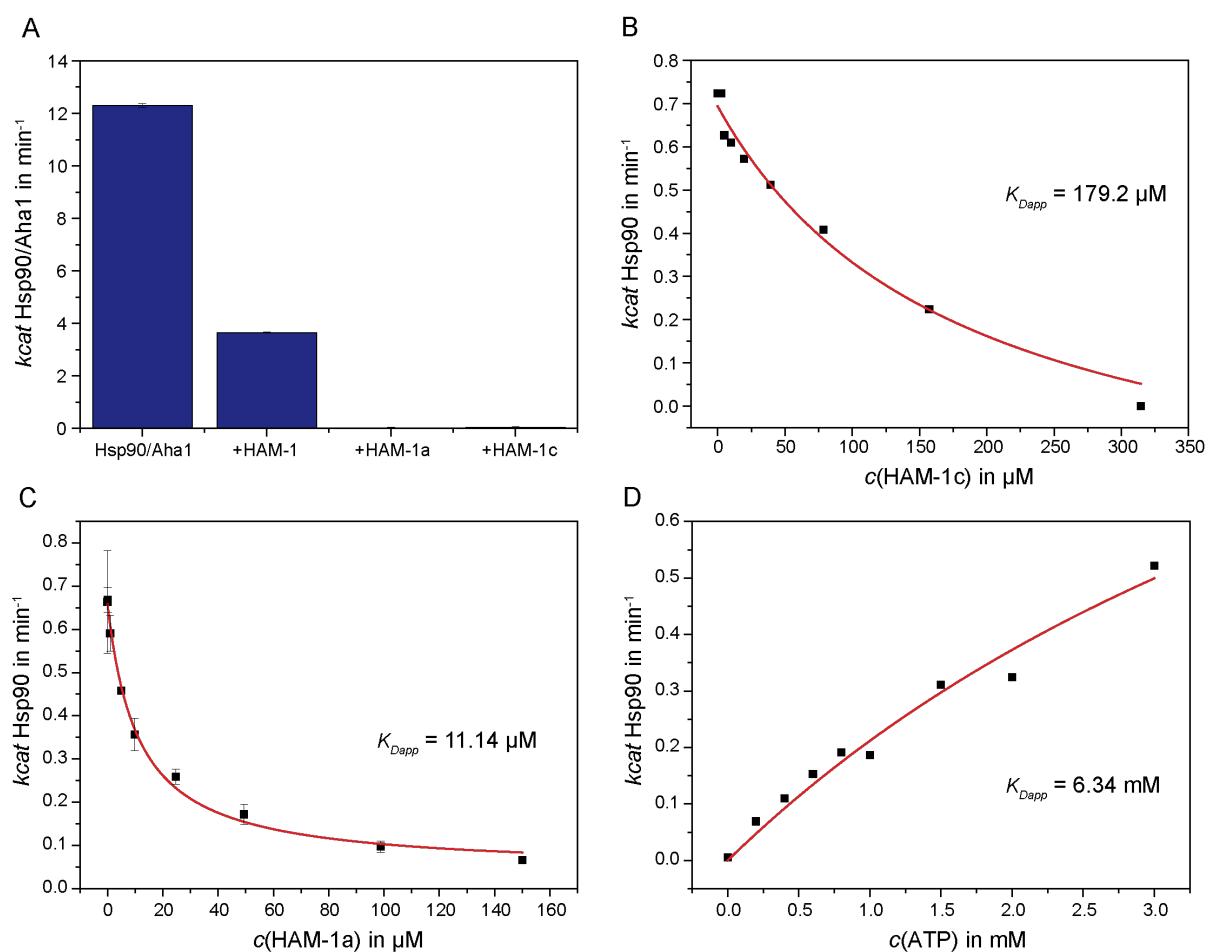 A
14
12
10
8
6
4
2
0
kcat Hsp90/Aha1 in min⁻¹
Hsp90/Aha1 +HAM-1 +HAM-1a +HAM-1c
B
0.8
0.7
0.6
0.5
0.4
0.3
0.2
0.1
0.0
kcat Hsp90 in min⁻¹
K_Dapp = 179.2 µM
0 50 100 150 200 250 300 350
c(HAM-1c) in µM
C
0.8
0.7
0.6
0.5
0.4
0.3
0.2
0.1
0.0
kcat Hsp90 in min⁻¹
K_Dapp = 11.14 µM
0 20 40 60 80 100 120 140 160
c(HAM-1a) in µM
D
0.6
0.5
0.4
0.3
0.2
0.1
0.0
kcat Hsp90 in min⁻¹
K_Dapp = 6.34 mM
0.0 0.5 1.0 1.5 2.0 2.5 3.0
c(ATP) in mM